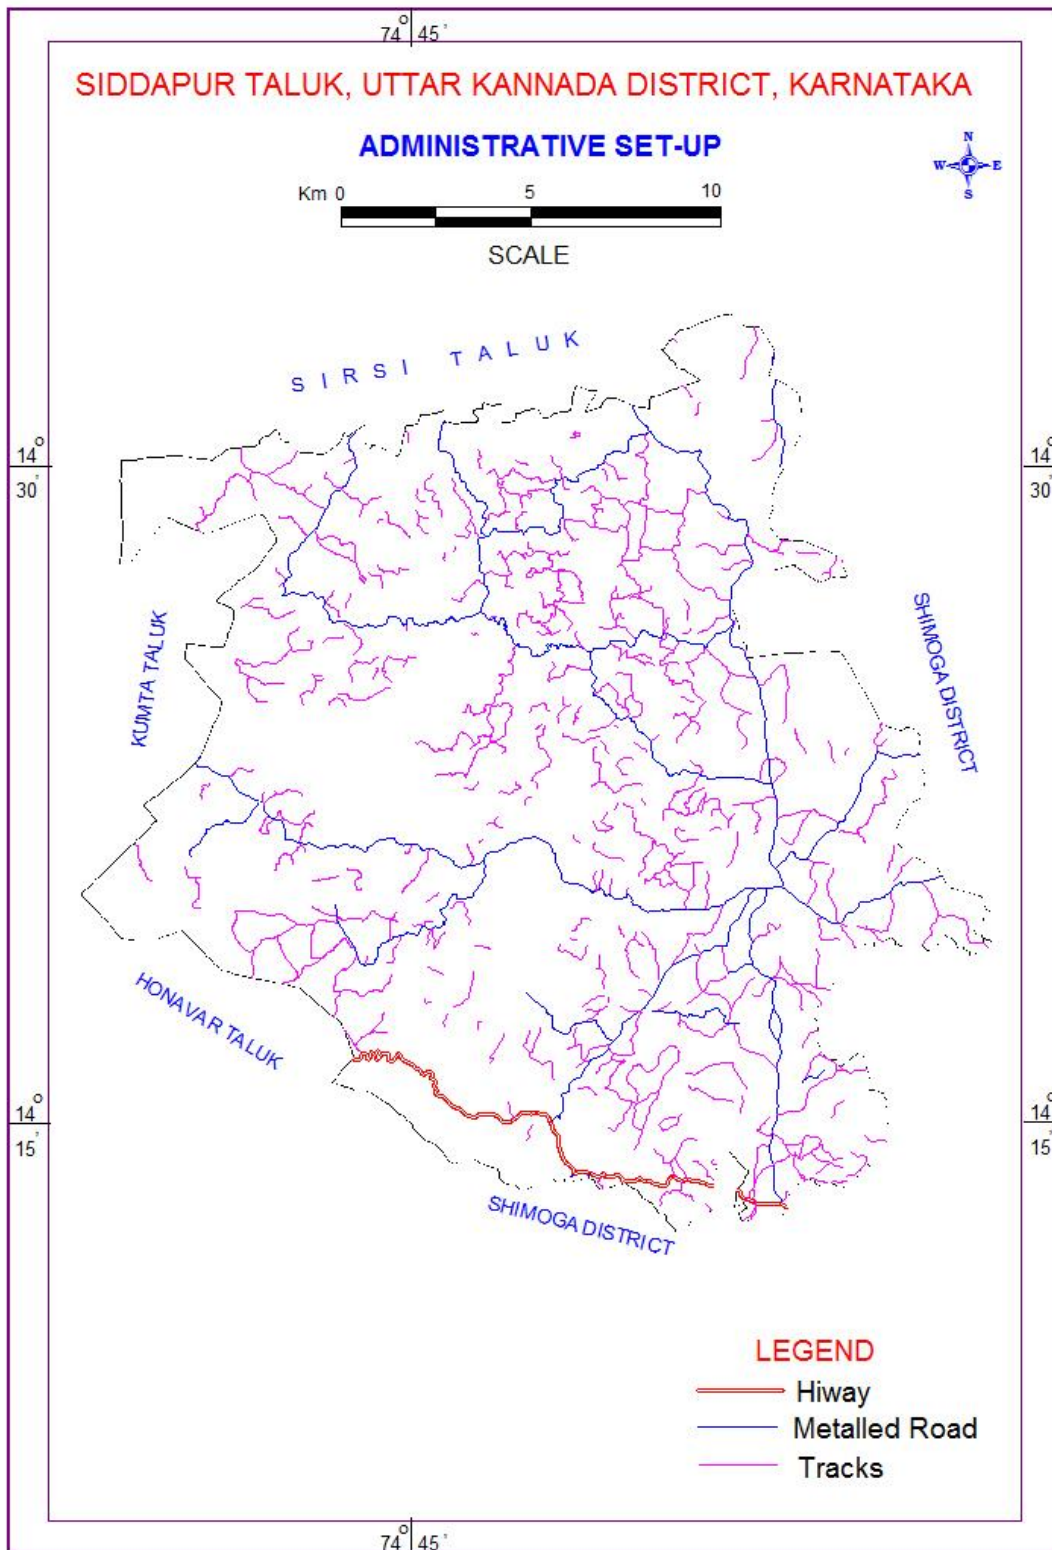 74° 45'
SIDDAPUR TALUK, UTTAR KANNADA DISTRICT, KARNATAKA
ADMINISTRATIVE SET-UP
N
W E
S
Km 0 5 10
SCALE
SIRSI TALUK
14° 30'
14° 30'
KUMTA TALUK
SHIMOGA DISTRICT
HONAVAR TALUK
14° 15'
14° 15'
SHIMOGA DISTRICT
LEGEND
Hiway
Metalled Road
Tracks
74° 45'